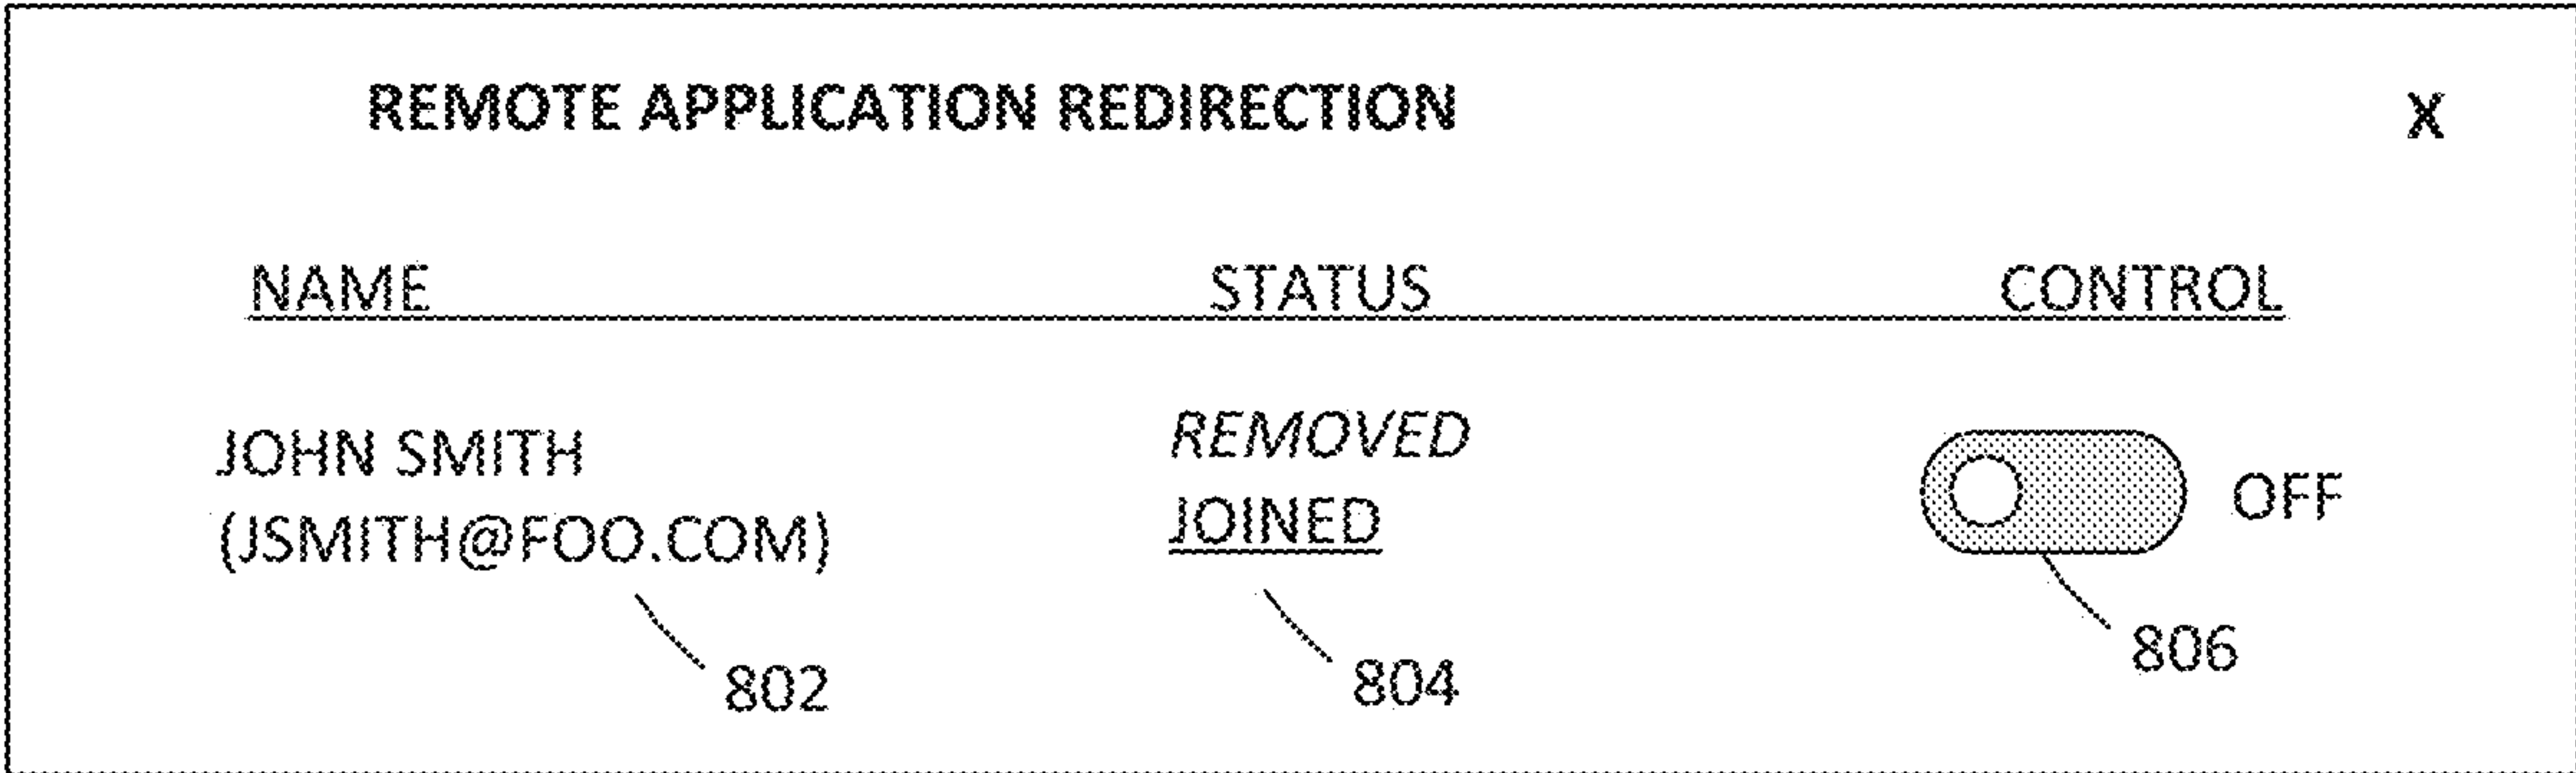 REMOTE APPLICATION REDIRECTION X
NAME STATUS CONTROL
JOHN SMITH REMOVED
(JSMITH@FOO.COM) JOINED OFF
802 804 806